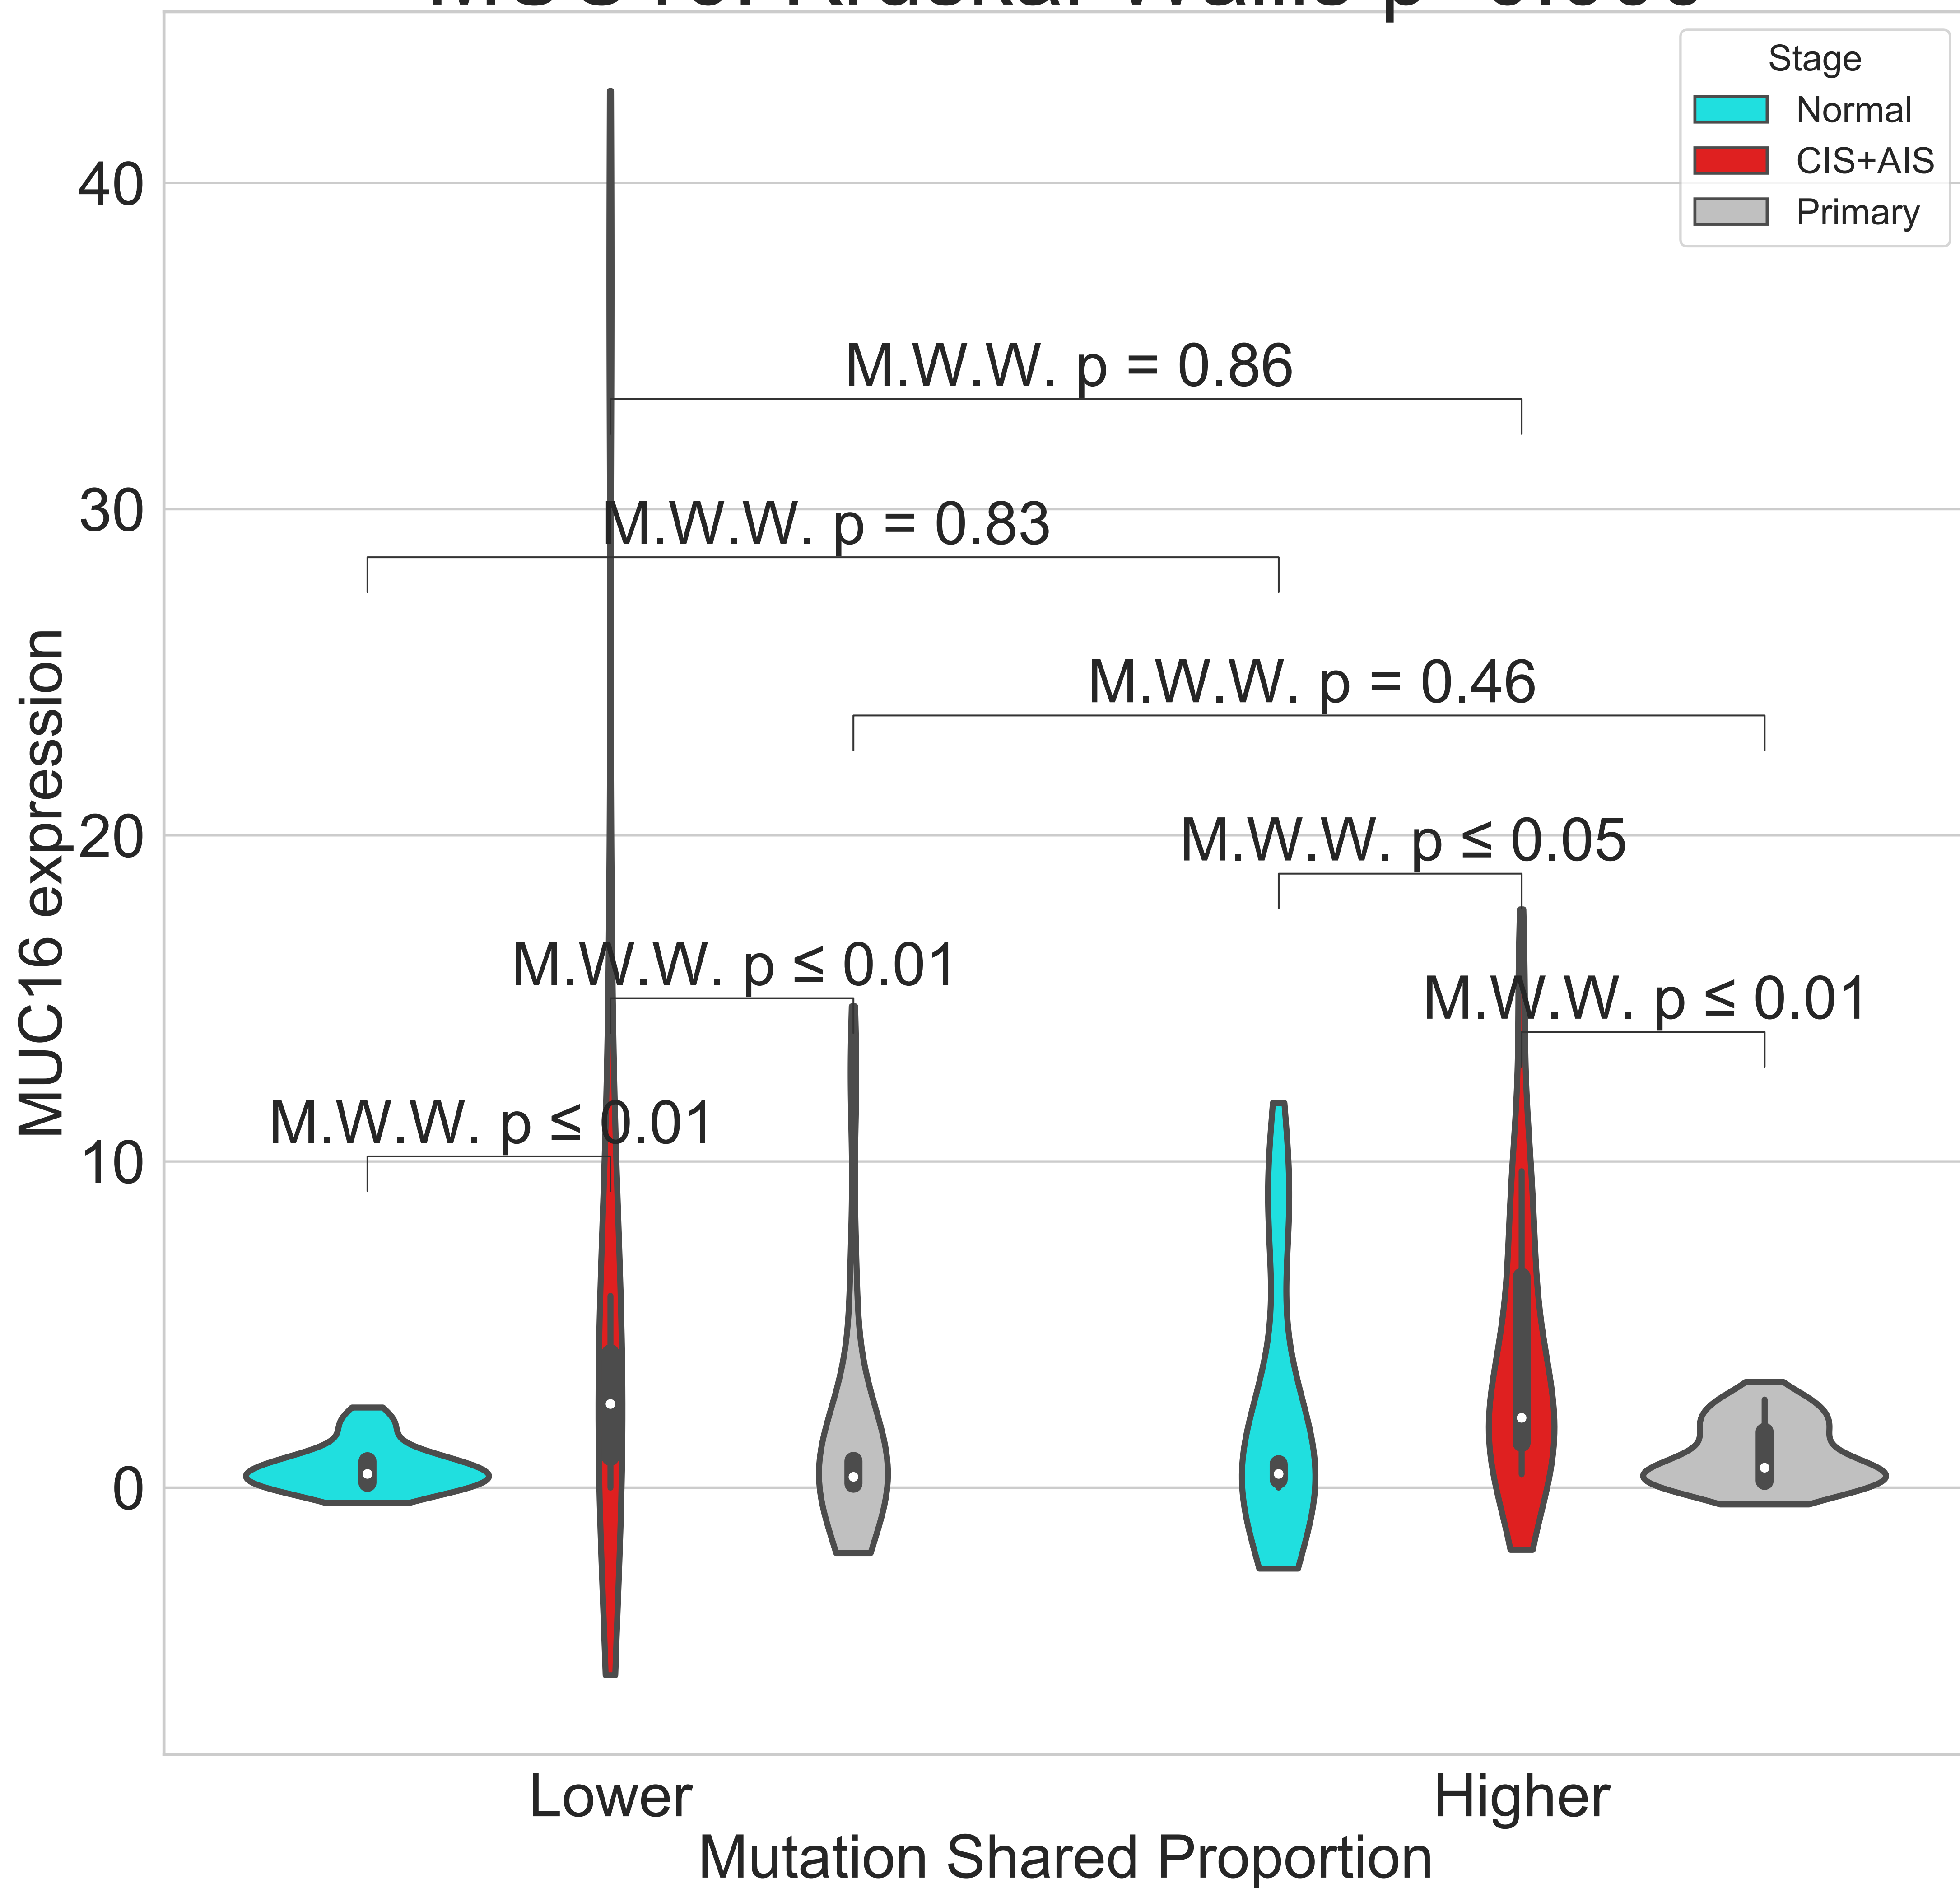 Stage
Normal
CIS+AIS
Primary
40
30
20
10
0
MUC16 expression
M.W.W. p = 0.86
M.W.W. p = 0.83
M.W.W. p = 0.46
M.W.W. p ≤ 0.05
M.W.W. p ≤ 0.01
M.W.W. p ≤ 0.01
M.W.W. p ≤ 0.01
Lower
Higher
Mutation Shared Proportion